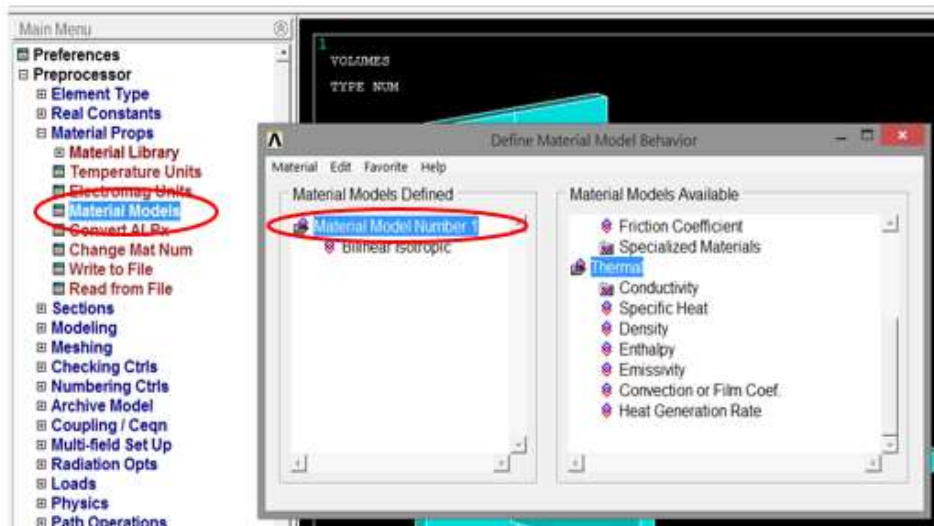 Main Menu
Preferences
Preprocessor
Element Type
Real Constants
Material Props
Material Library
Temperature Units
Electromag Units
Material Models
Convert ALPx
Change Mat Num
Write to File
Read from File
Sections
Modeling
Meshing
Checking Ctrls
Numbering Ctrls
Archive Model
Coupling / Ceqn
Multi-field Set Up
Radiation Opts
Loads
Physics
Path Operations
1
VOLUMES
TYPE NUM
Define Material Model Behavior
Material Edit Favorite Help
Material Models Defined
Material Model Number 1
Bilinear Isotropic
Material Models Available
Friction Coefficient
Specialized Materials
Thermal
Conductivity
Specific Heat
Density
Enthalpy
Emissivity
Convection or Film Coef.
Heat Generation Rate